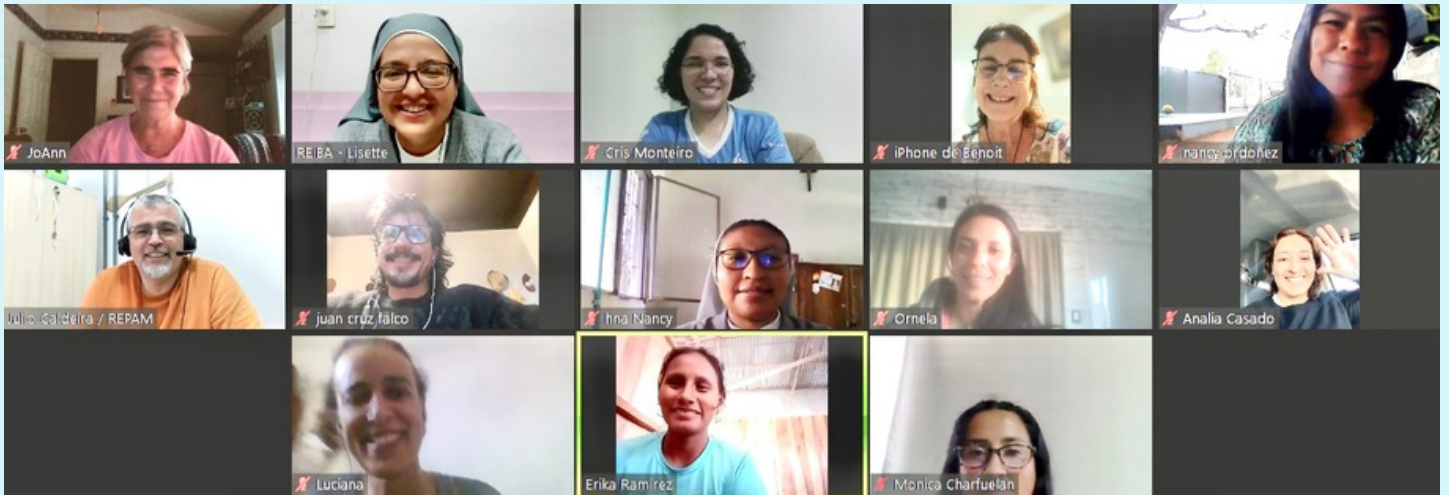 JoAnn
REIBA - Lisette
Cris Monteiro
iPhone de Benoit
nancy ordoñez
Julio Caldeira / REPAM
juan cruz falco
hna Nancy
Ornela
Analia Casado
Luciana
Erika Ramirez
Monica Charfuelan